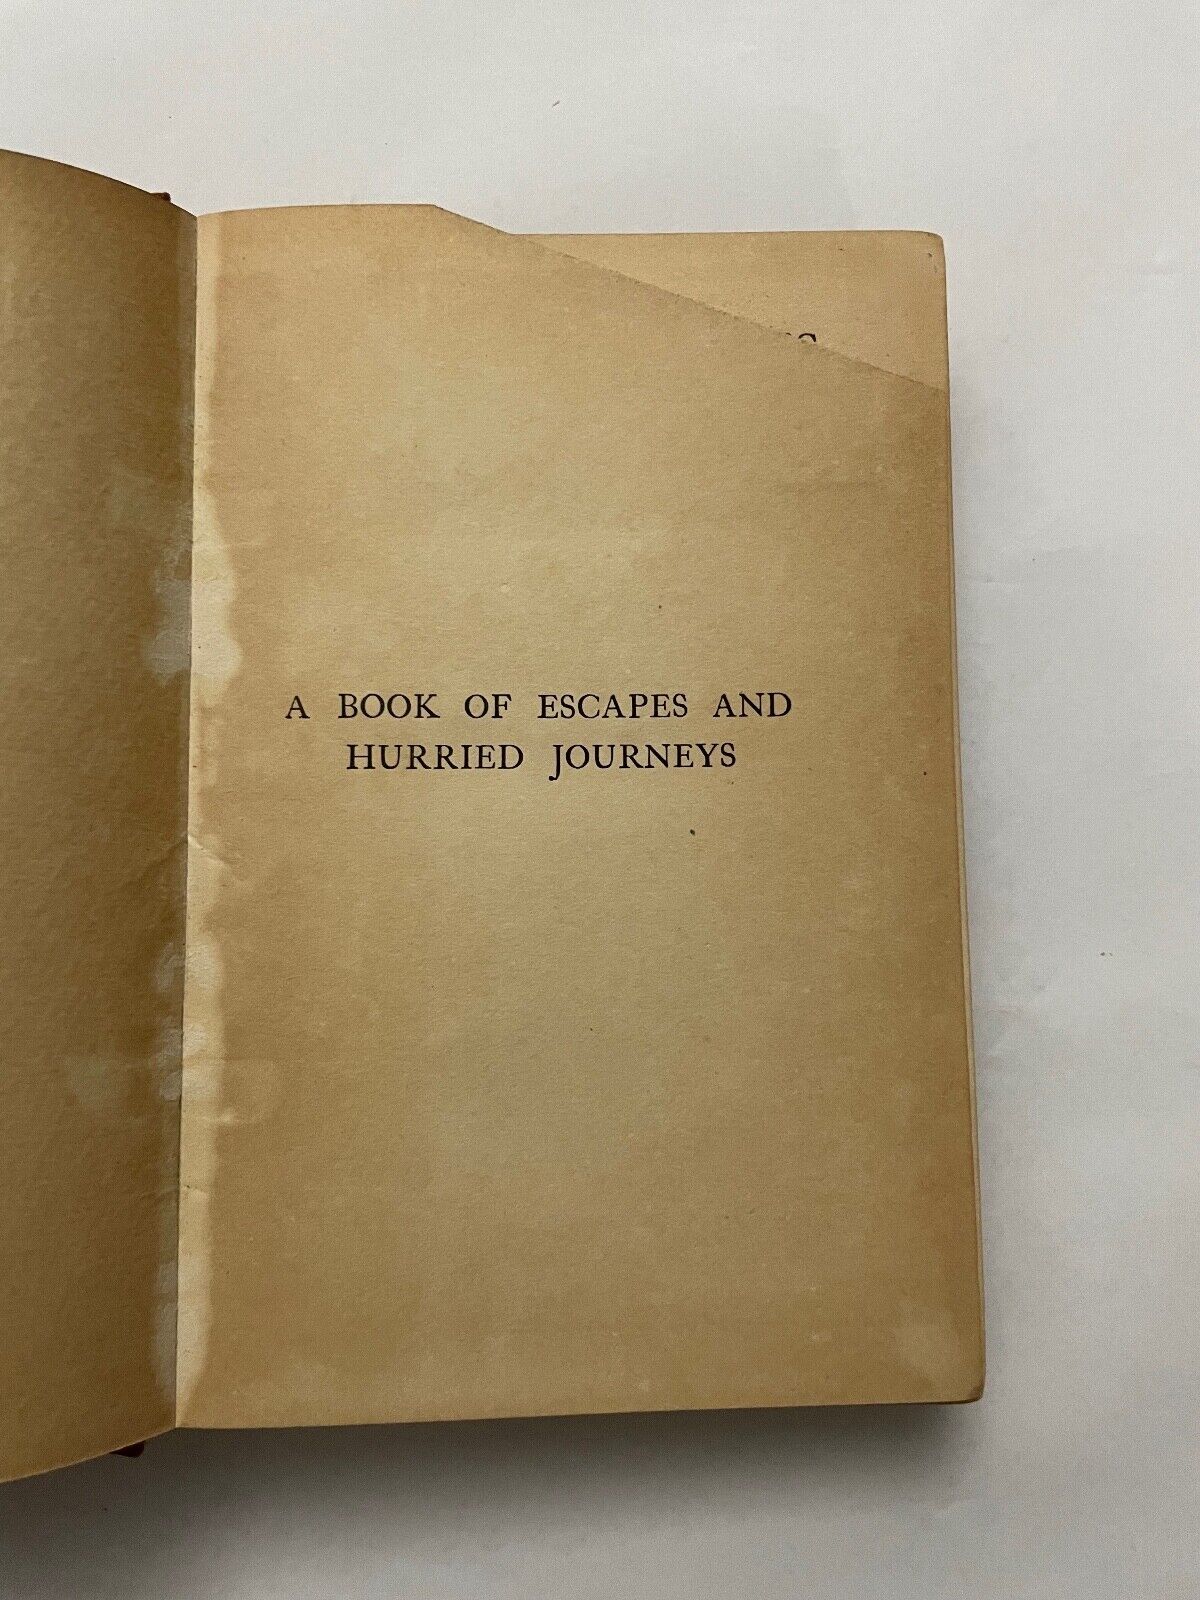 A BOOK OF ESCAPES AND
HURRIED JOURNEYS